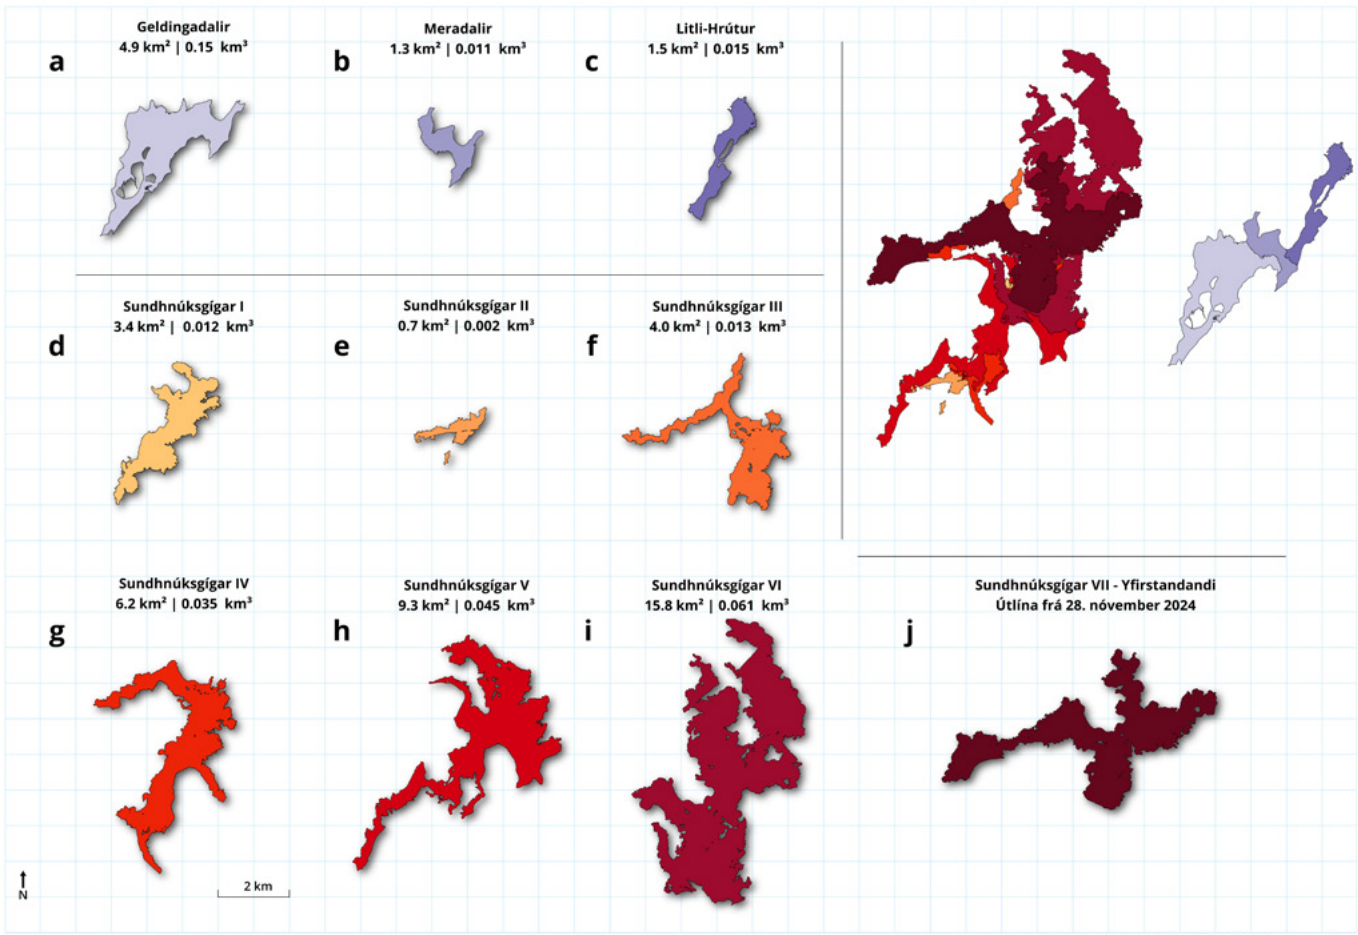 Geldingadalir
4.9 km² | 0.15 km³
a
Meradalir
1.3 km² | 0.011 km³
b
Litli-Hrútur
1.5 km² | 0.015 km³
c
Sundhnúksgígar I
3.4 km² | 0.012 km³
d
Sundhnúksgígar II
0.7 km² | 0.002 km³
e
Sundhnúksgígar III
4.0 km² | 0.013 km³
f
Sundhnúksgígar IV
6.2 km² | 0.035 km³
g
Sundhnúksgígar V
9.3 km² | 0.045 km³
h
Sundhnúksgígar VI
15.8 km² | 0.061 km³
i
Sundhnúksgígar VII - Yfirstandandi
Útlína frá 28. nóvember 2024
j
N
2 km